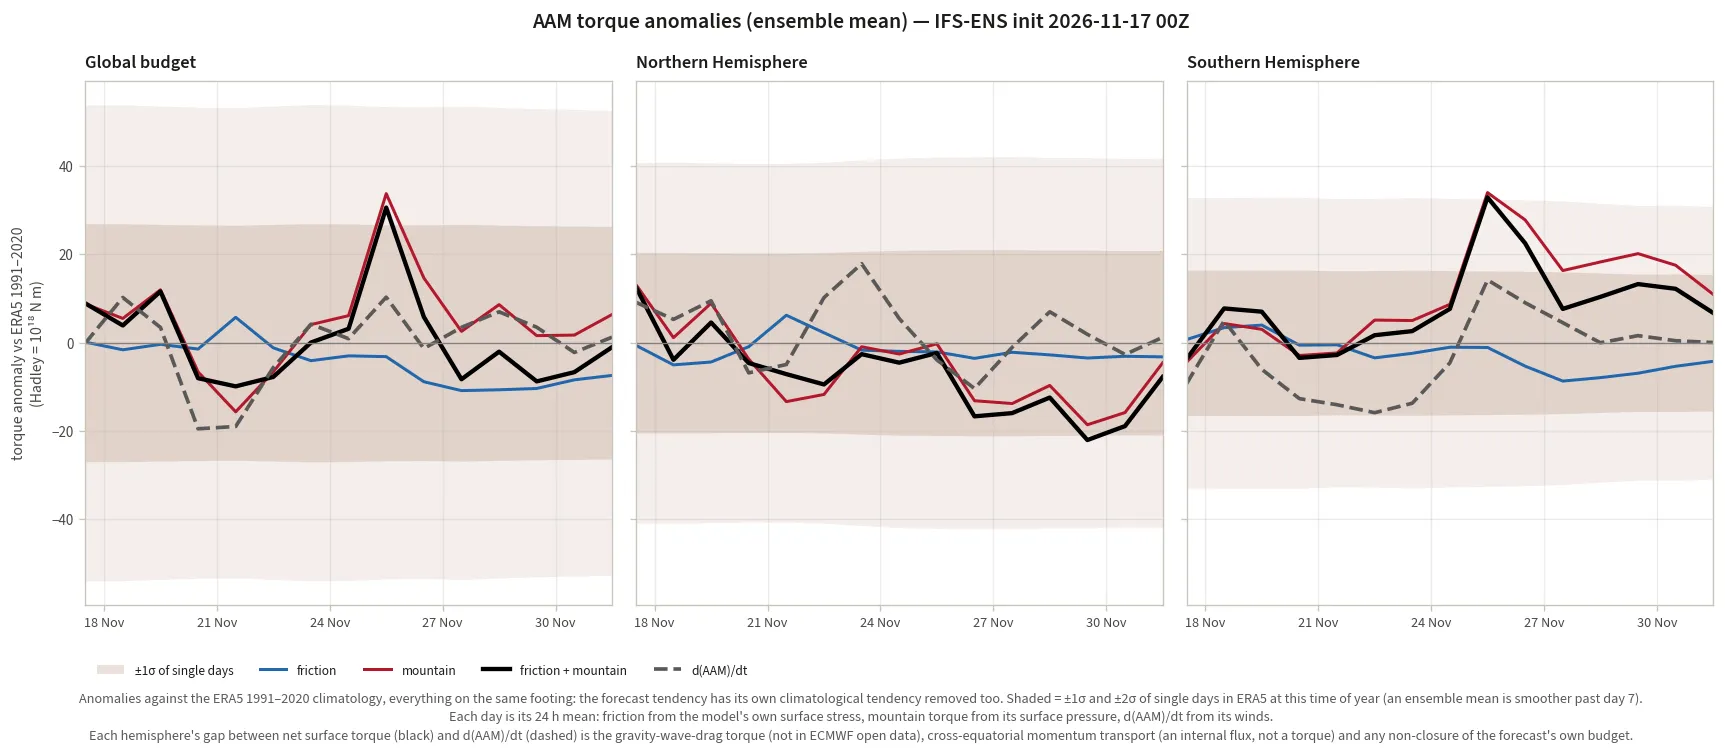 AAM torque anomalies (ensemble mean) — IFS-ENS init 2026-11-17 00Z
Global budget
Northern Hemisphere
Southern Hemisphere
torque anomaly vs ERA5 1991–2020
(Hadley = 10¹⁸ N m)
40
20
0
−20
−40
18 Nov
21 Nov
24 Nov
27 Nov
30 Nov
18 Nov
21 Nov
24 Nov
27 Nov
30 Nov
18 Nov
21 Nov
24 Nov
27 Nov
30 Nov
±1σ of single days
friction
mountain
friction + mountain
d(AAM)/dt
Anomalies against the ERA5 1991–2020 climatology, everything on the same footing: the forecast tendency has its own climatological tendency removed too. Shaded = ±1σ and ±2σ of single days in ERA5 at this time of year (an ensemble mean is smoother past day 7).
Each day is its 24 h mean: friction from the model's own surface stress, mountain torque from its surface pressure, d(AAM)/dt from its winds.
Each hemisphere's gap between net surface torque (black) and d(AAM)/dt (dashed) is the gravity-wave-drag torque (not in ECMWF open data), cross-equatorial momentum transport (an internal flux, not a torque) and any non-closure of the forecast's own budget.